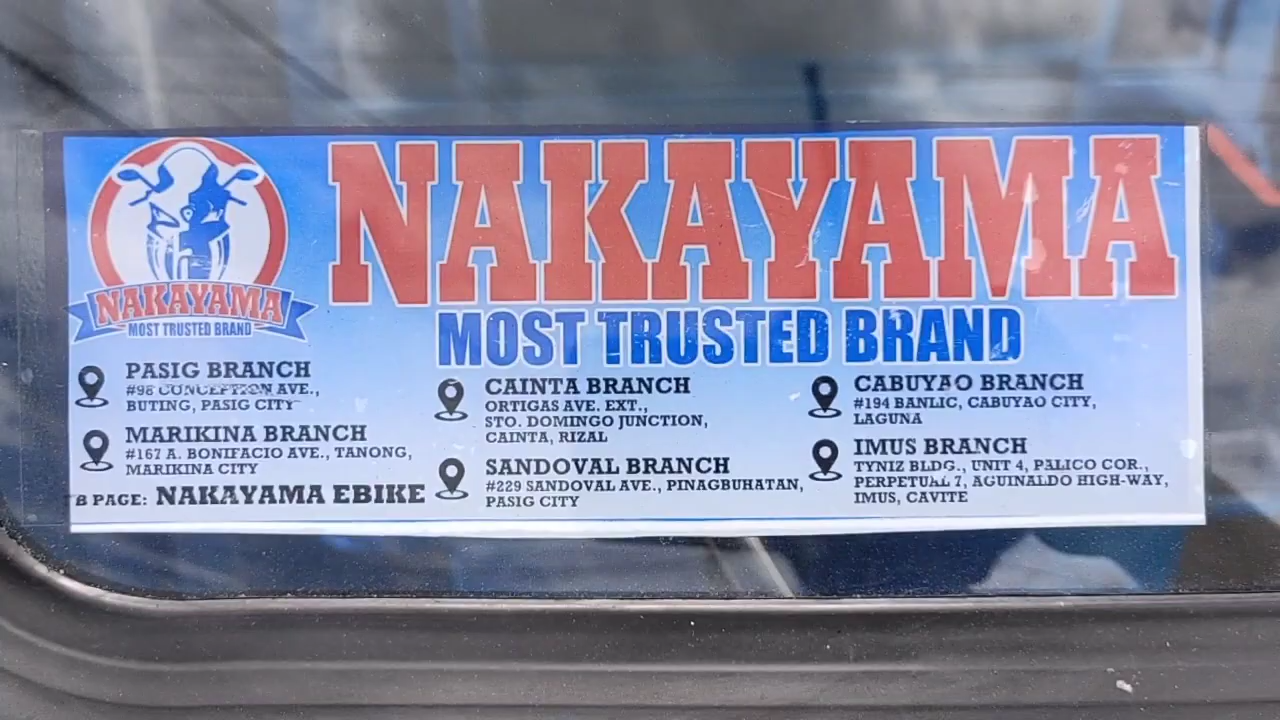 NAKAYAMA
MOST TRUSTED BRAND
NAKAYAMA
MOST TRUSTED BRAND
PASIG BRANCH
#98 CONCEPTION AVE.,
BUTING, PASIG CITY
MARIKINA BRANCH
#167 A. BONIFACIO AVE., TANONG,
MARIKINA CITY
B PAGE: NAKAYAMA EBIKE
CAINTA BRANCH
ORTIGAS AVE. EXT.,
STO. DOMINGO JUNCTION,
CAINTA, RIZAL
SANDOVAL BRANCH
#229 SANDOVAL AVE., PINAGBUHATAN,
PASIG CITY
CABUYAO BRANCH
#194 BANLIC, CABUYAO CITY,
LAGUNA
IMUS BRANCH
TYNIZ BLDG., UNIT 4, PALICO COR.,
PERPETUAL 7, AGUINALDO HIGH-WAY,
IMUS, CAVITE